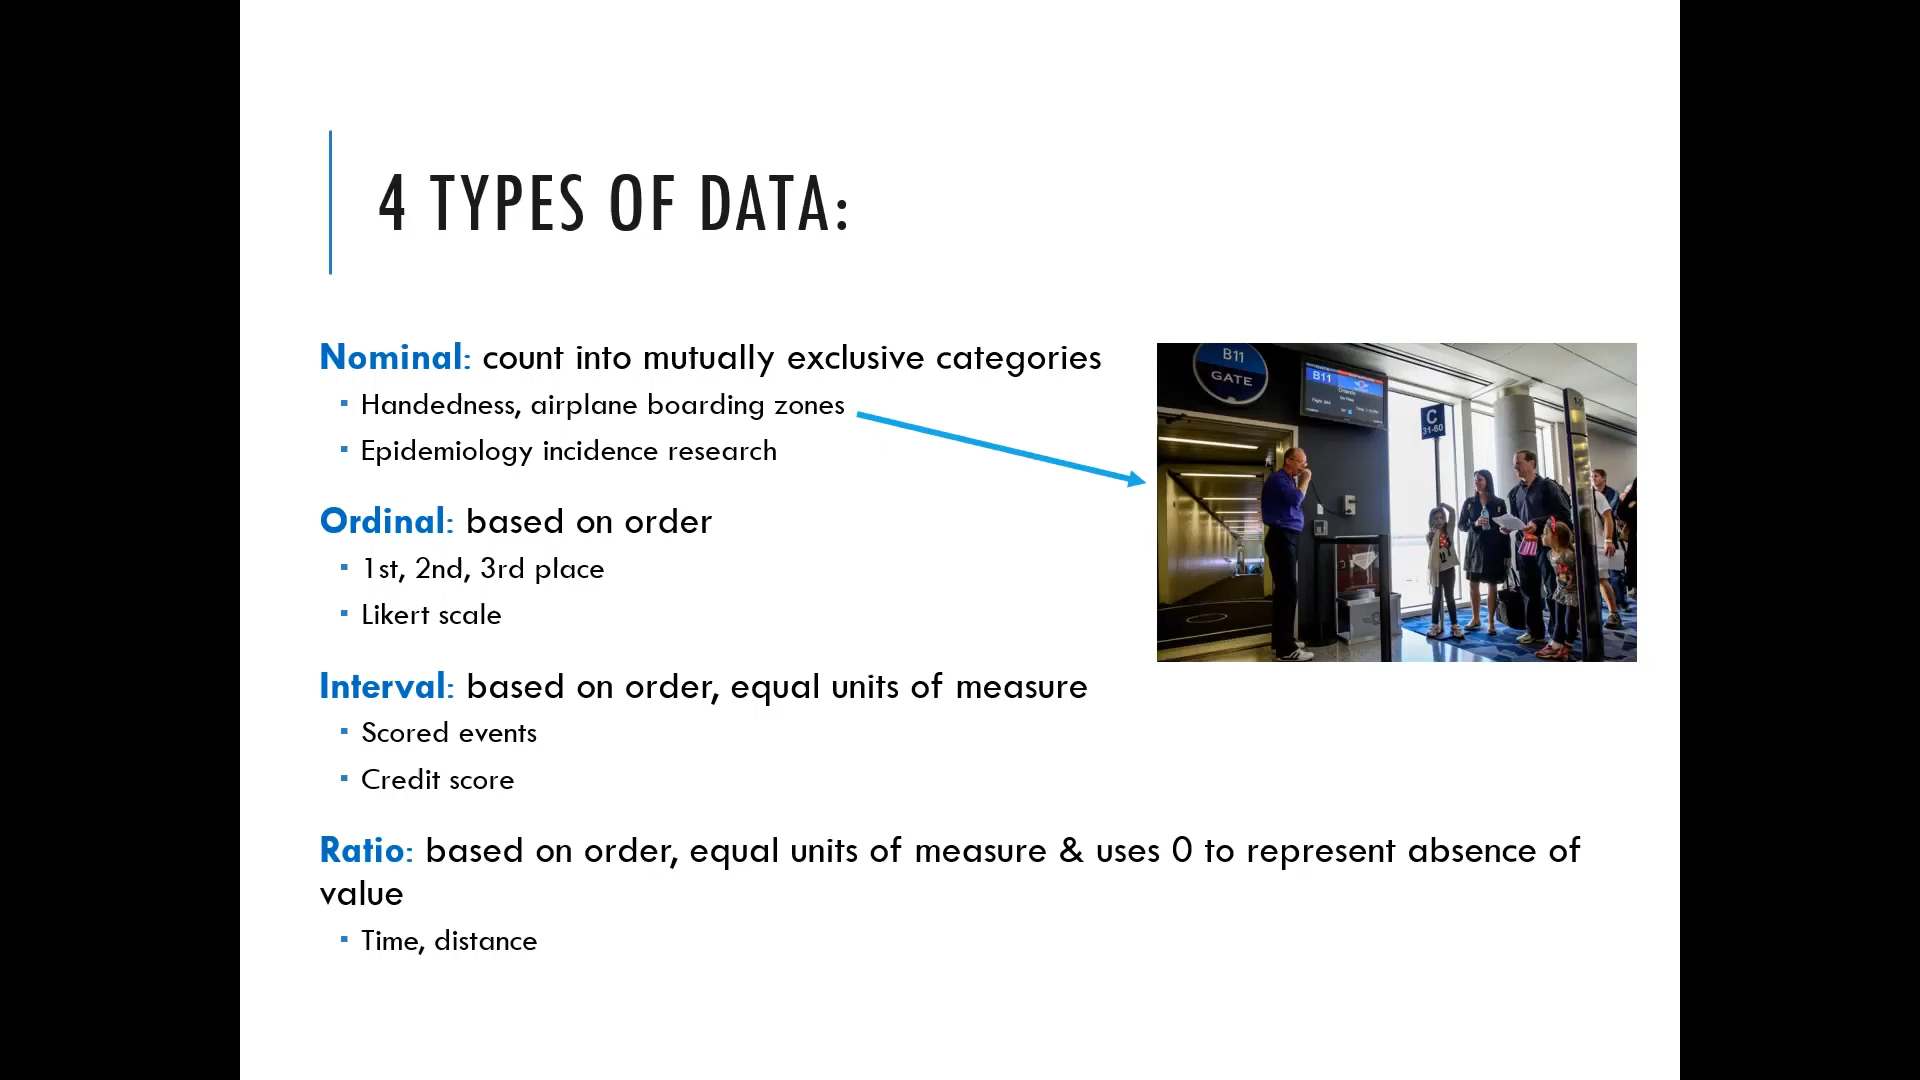 4 TYPES OF DATA:
Nominal: count into mutually exclusive categories
▪ Handedness, airplane boarding zones
▪ Epidemiology incidence research
Ordinal: based on order
▪ 1st, 2nd, 3rd place
▪ Likert scale
Interval: based on order, equal units of measure
▪ Scored events
▪ Credit score
Ratio: based on order, equal units of measure & uses 0 to represent absence of
value
▪ Time, distance
B11
GATE
B11
C
31-60